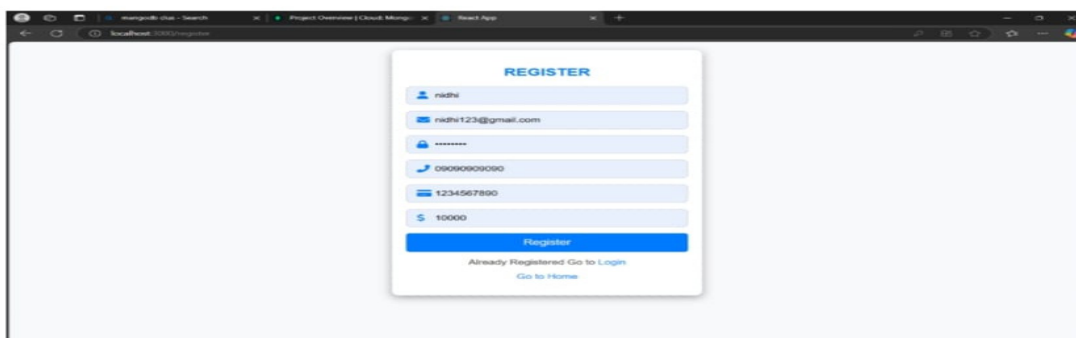 mangodb clus - Search
Project Overview | Cloud: Mongo
React App
localhost:3000/register
REGISTER
nidhi
nidhi123@gmail.com
••••••••
09090909090
1234567890
$ 10000
Register
Already Registered Go to Login
Go to Home